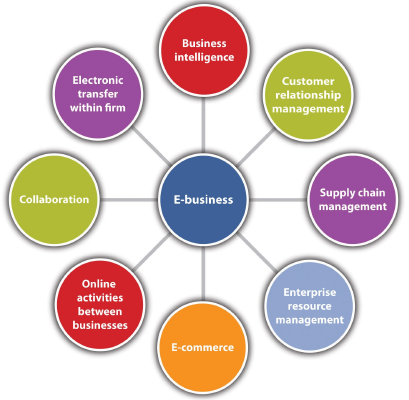 Business
intelligence
Electronic
transfer
within firm
Customer
relationship
management
Collaboration
E-business
Supply chain
management
Online
activities
between
businesses
Enterprise
resource
management
E-commerce